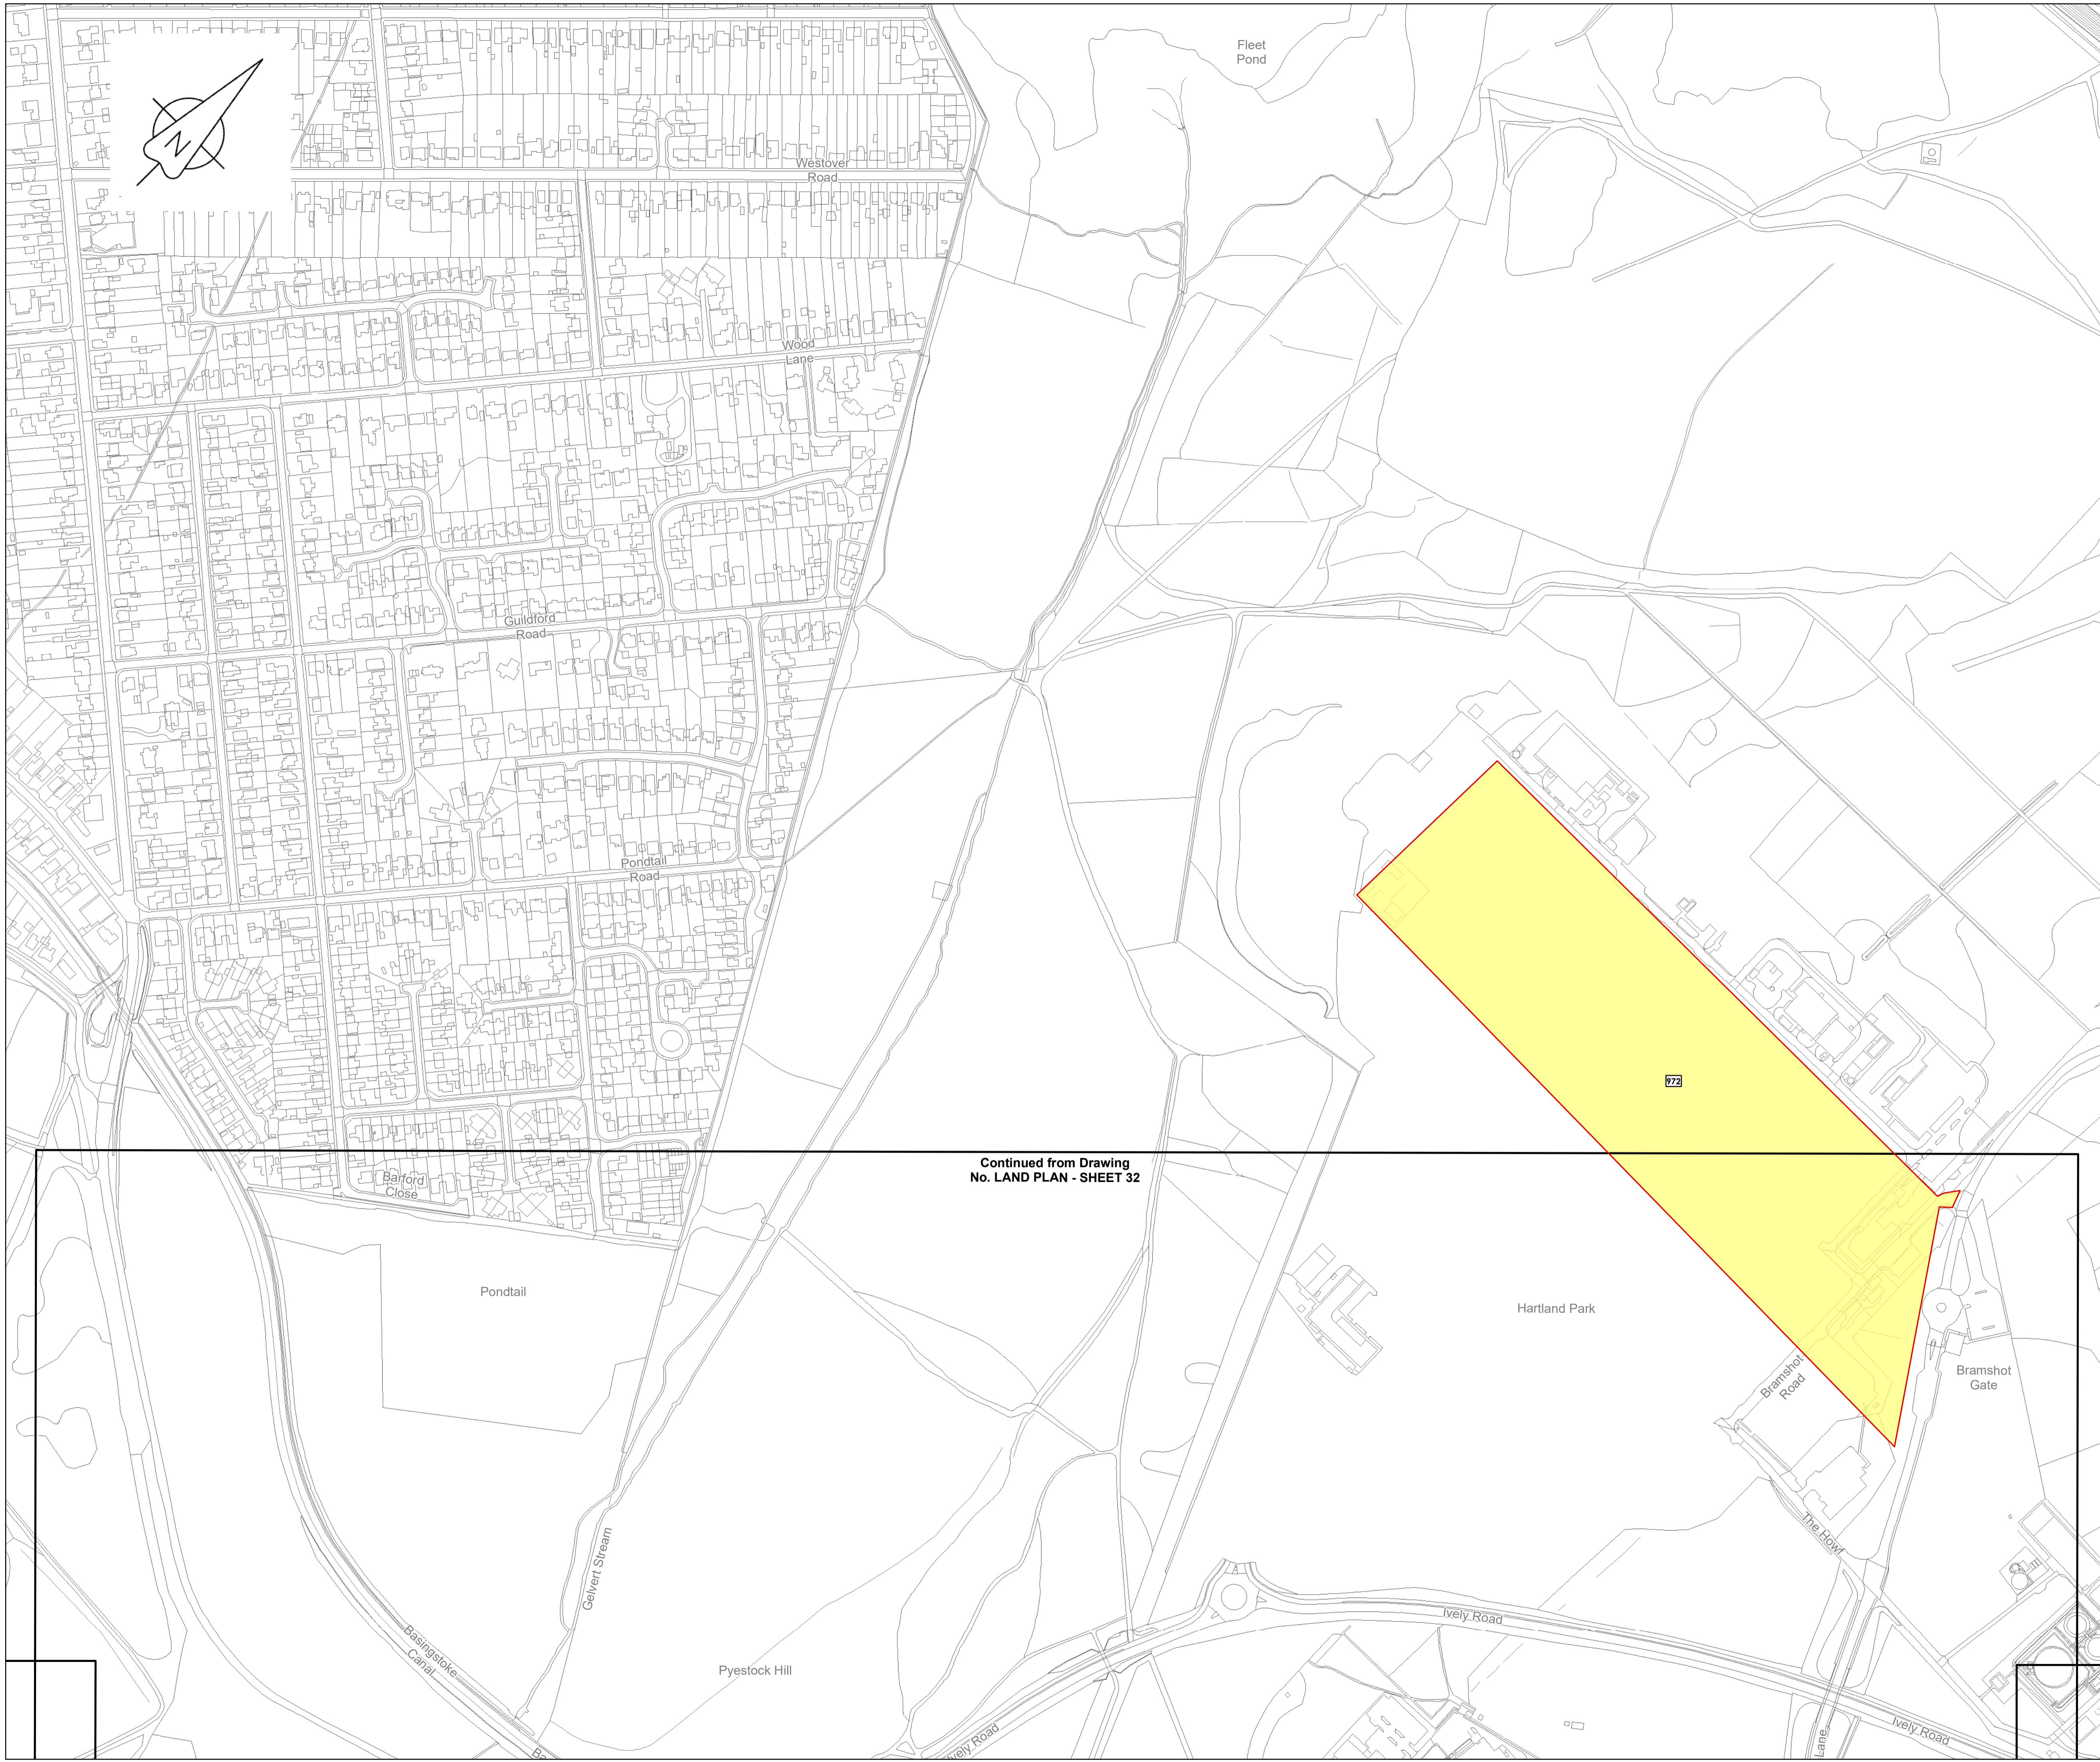 Fleet
Pond
N
Westover
Road
Wood
Lane
Guildford
Road
Pondtail
Road
972
Continued from Drawing
No. LAND PLAN - SHEET 32
Barford
Close
Pondtail
Hartland Park
Bramshot
Road
Bramshot
Gate
The Howf
Gelvert Stream
Ively Road
Basingstoke
Canal
Pyestock Hill
Ively Road
Ively Road
Lane
Ba